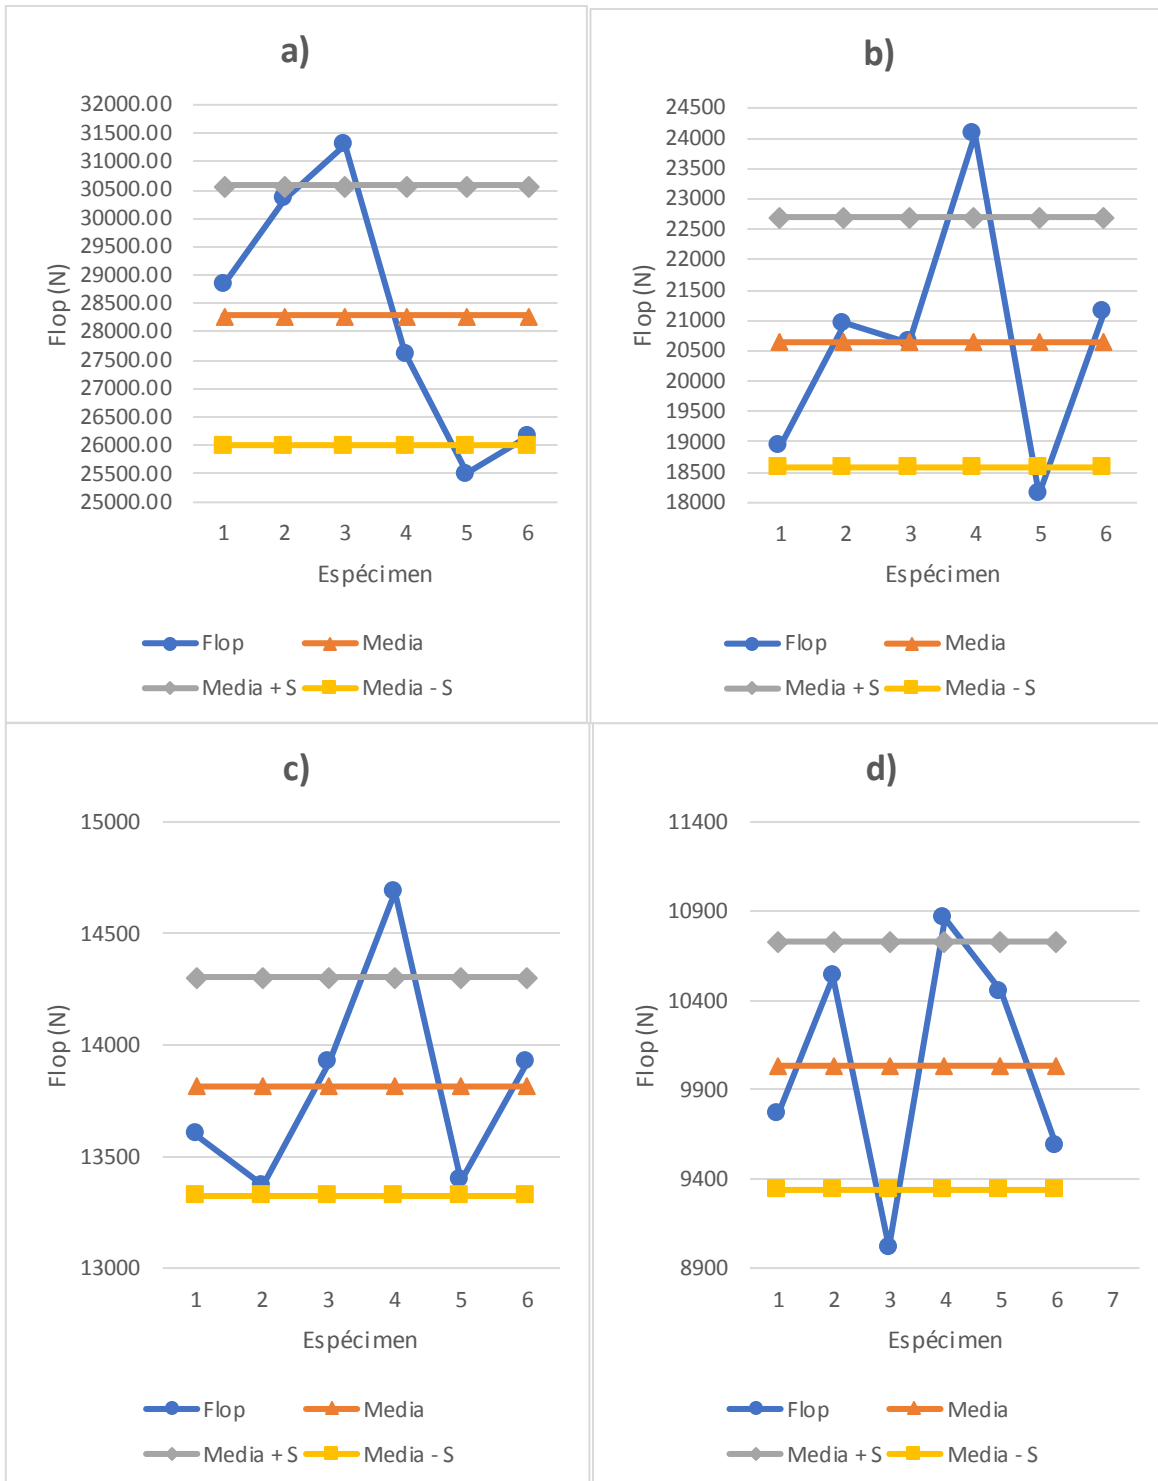 a)
32000.00
31500.00
31000.00
30500.00
30000.00
29500.00
29000.00
28500.00
28000.00
27500.00
27000.00
26500.00
26000.00
25500.00
25000.00
Flop (N)
1 2 3 4 5 6
Espécimen
Flop Media
Media + S Media - S
b)
24500
24000
23500
23000
22500
22000
21500
21000
20500
20000
19500
19000
18500
18000
Flop (N)
1 2 3 4 5 6
Espécimen
Flop Media
Media + S Media - S
c)
15000
14500
14000
13500
13000
Flop (N)
1 2 3 4 5 6
Espécimen
Flop Media
Media + S Media - S
d)
11400
10900
10400
9900
9400
8900
Flop (N)
1 2 3 4 5 6 7
Espécimen
Flop Media
Media + S Media - S